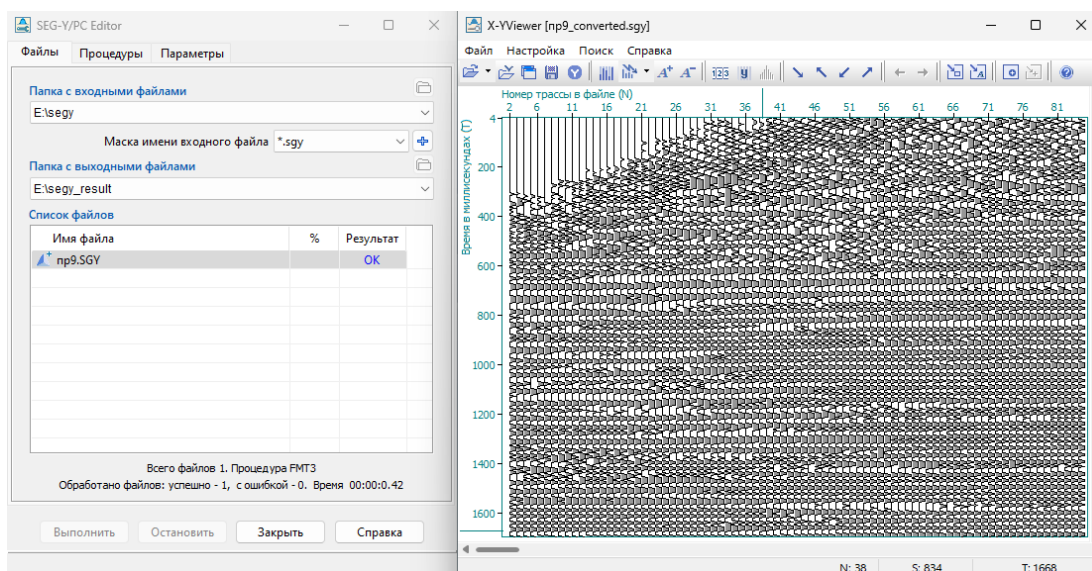 SEG-Y/PC Editor
Файлы Процедуры Параметры
Папка с входными файлами
E:\segy
Маска имени входного файла *.sgy
Папка с выходными файлами
E:\segy_result
Список файлов
Имя файла % Результат
np9.SGY OK
Всего файлов 1. Процедура FMT3
Обработано файлов: успешно - 1, с ошибкой - 0. Время 00:00:0.42
Выполнить Остановить Закрыть Справка
X-YViewer [np9_converted.sgy]
Файл Настройка Поиск Справка
A+ A- 123
Номер трассы в файле (N)
2 6 11 16 21 26 31 36 41 46 51 56 61 66 71 76 81
Время в миллисекундах (T)
4
200
400
600
800
1000
1200
1400
1600
N: 38 S: 834 T: 1668